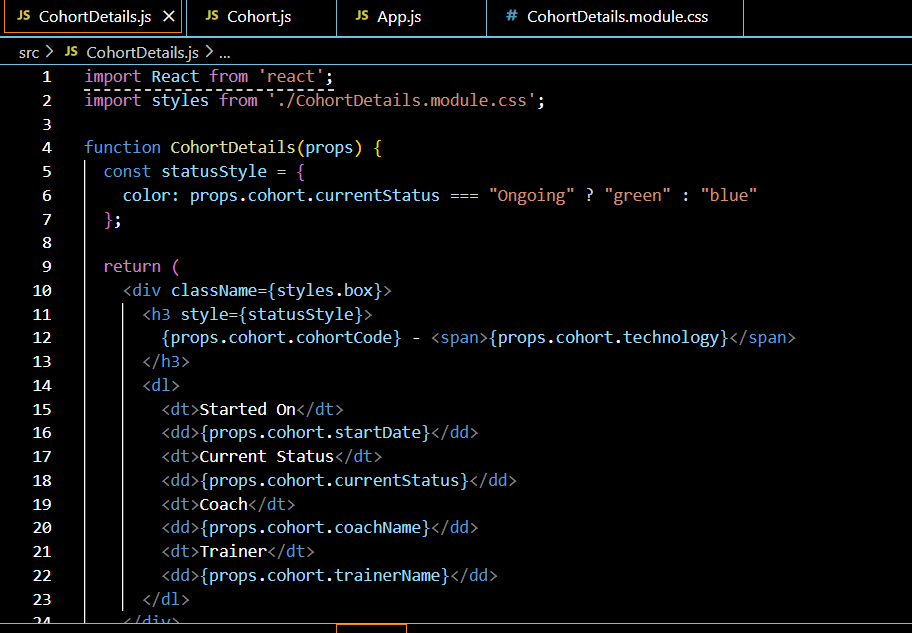 JS CohortDetails.js × JS Cohort.js JS App.js # CohortDetails.module.css
src > JS CohortDetails.js > ...
1 import React from 'react';
2 import styles from './CohortDetails.module.css';
3
4 function CohortDetails(props) {
5 const statusStyle = {
6 color: props.cohort.currentStatus === "Ongoing" ? "green" : "blue"
7 };
8
9 return (
10 <div className={styles.box}>
11 <h3 style={statusStyle}>
12 {props.cohort.cohortCode} - <span>{props.cohort.technology}</span>
13 </h3>
14 <dl>
15 <dt>Started On</dt>
16 <dd>{props.cohort.startDate}</dd>
17 <dt>Current Status</dt>
18 <dd>{props.cohort.currentStatus}</dd>
19 <dt>Coach</dt>
20 <dd>{props.cohort.coachName}</dd>
21 <dt>Trainer</dt>
22 <dd>{props.cohort.trainerName}</dd>
23 </dl>
24 </div>